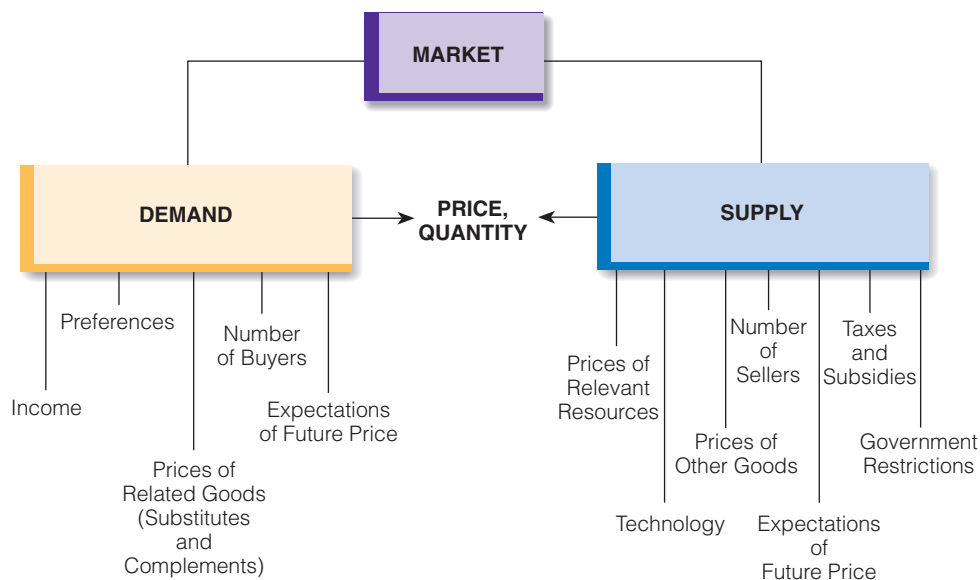 MARKET
DEMAND
PRICE,
QUANTITY
SUPPLY
Income
Preferences
Prices of
Related Goods
(Substitutes
and
Complements)
Number
of Buyers
Expectations
of Future Price
Prices of
Relevant
Resources
Technology
Prices of
Other Goods
Number
of
Sellers
Expectations
of
Future Price
Taxes
and
Subsidies
Government
Restrictions